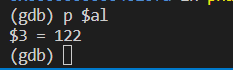 (gdb) p $al
$3 = 122
(gdb)